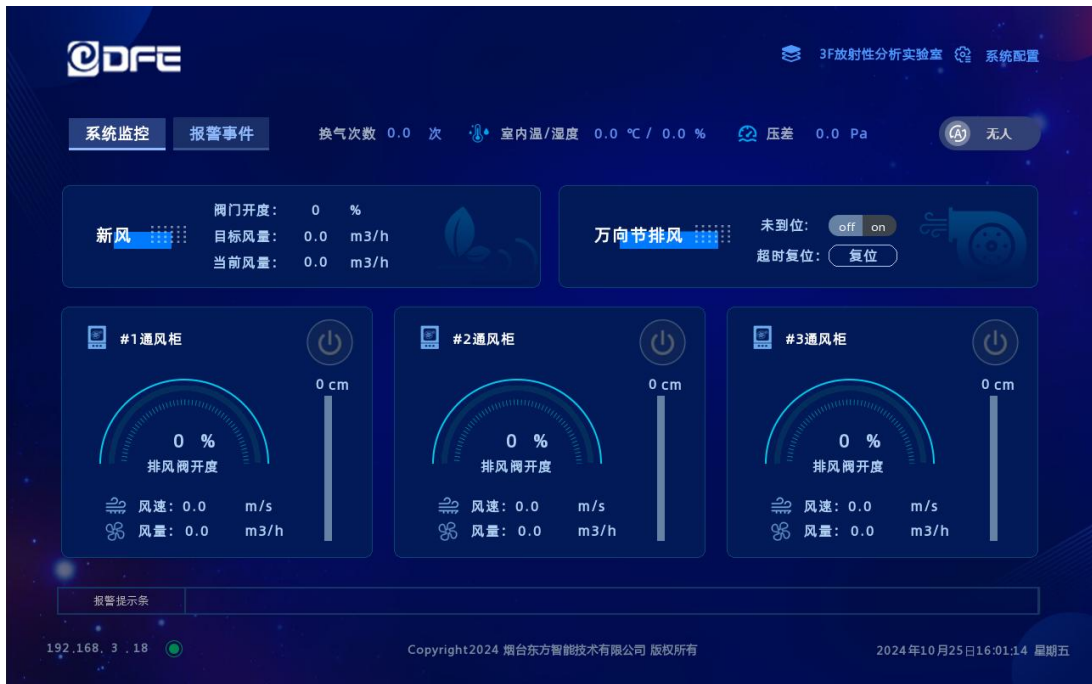 DFE
3F放射性分析实验室 系统配置
系统监控 报警事件 换气次数 0.0 次 室内温/湿度 0.0 ℃ / 0.0 % 压差 0.0 Pa A 无人
新风
阀门开度： 0 %
目标风量： 0.0 m3/h
当前风量： 0.0 m3/h
万向节排风
未到位： off on
超时复位： 复位
#1通风柜
0 cm
0 %
排风阀开度
风速：0.0 m/s
风量：0.0 m3/h
#2通风柜
0 cm
0 %
排风阀开度
风速：0.0 m/s
风量：0.0 m3/h
#3通风柜
0 cm
0 %
排风阀开度
风速：0.0 m/s
风量：0.0 m3/h
报警提示条
192.168. 3 .18 Copyright2024 烟台东方智能技术有限公司 版权所有 2024年10月25日16:01:14 星期五